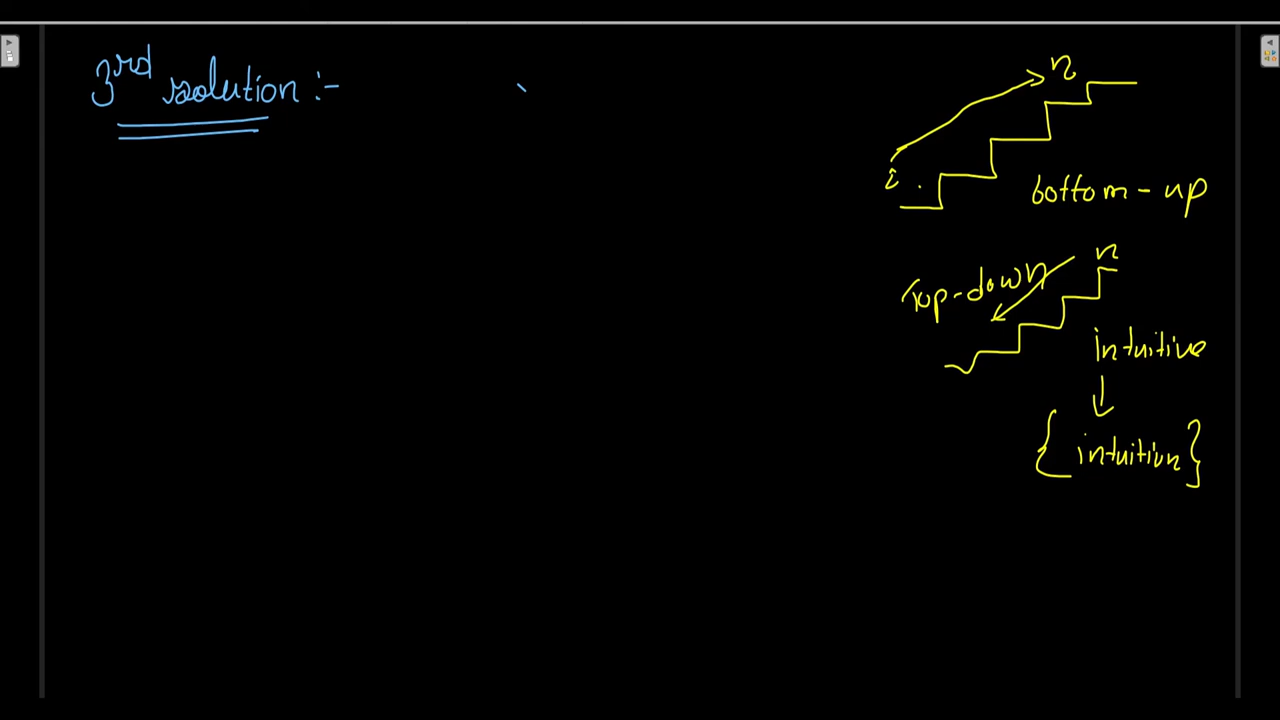 3rd solution :-
n
i .
bottom - up
n
Top-down
intuitive
{ intuition }